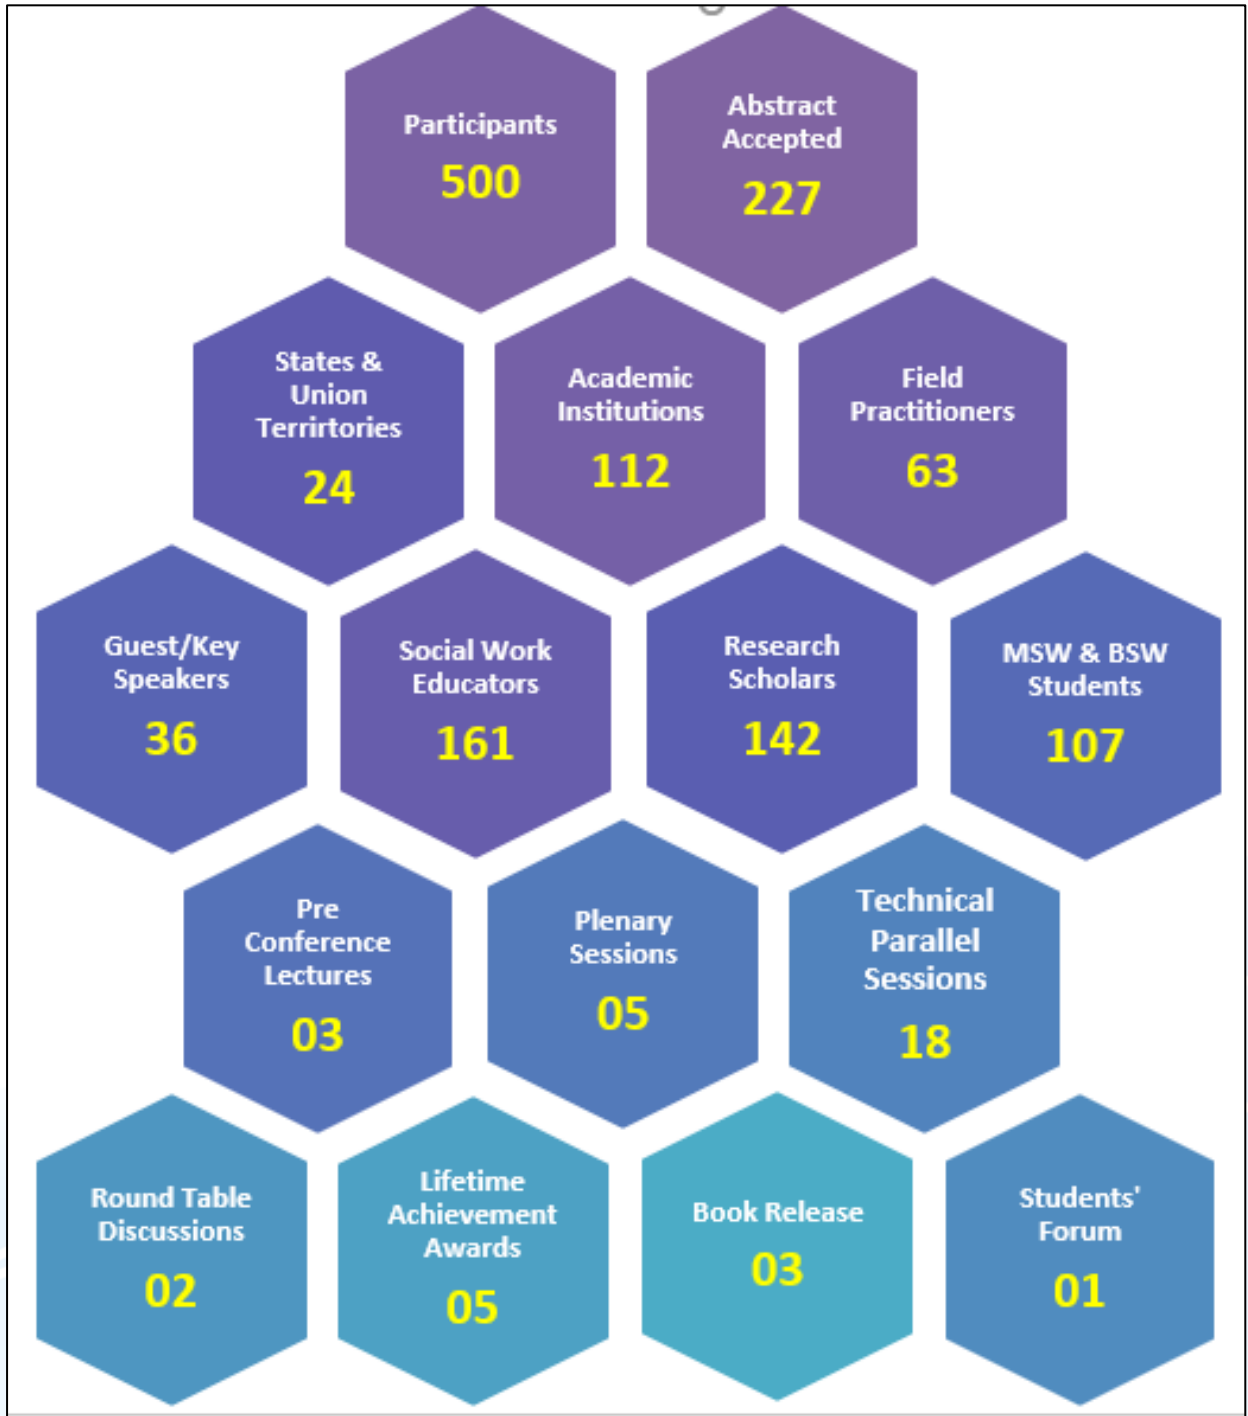 Participants
500
Abstract
Accepted
227
States &
Union
Terrirtories
24
Academic
Institutions
112
Field
Practitioners
63
Guest/Key
Speakers
36
Social Work
Educators
161
Research
Scholars
142
MSW & BSW
Students
107
Pre
Conference
Lectures
03
Plenary
Sessions
05
Technical
Parallel
Sessions
18
Round Table
Discussions
02
Lifetime
Achievement
Awards
05
Book Release
03
Students'
Forum
01